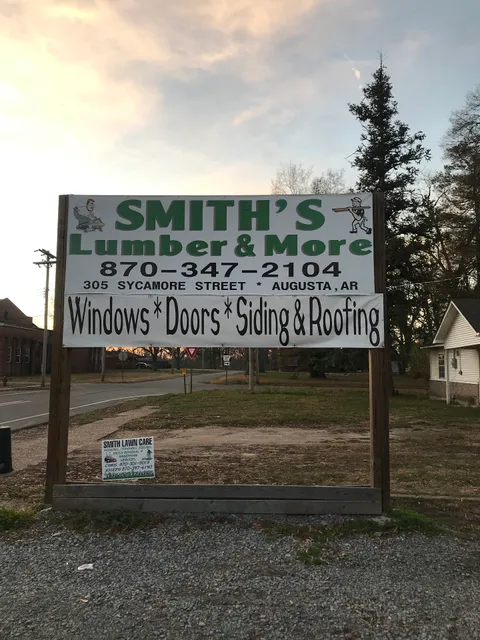 SMITH'S
Lumber & More
870-347-2104
305 SYCAMORE STREET * AUGUSTA, AR
Windows * Doors * Siding & Roofing
SMITH LAWN CARE